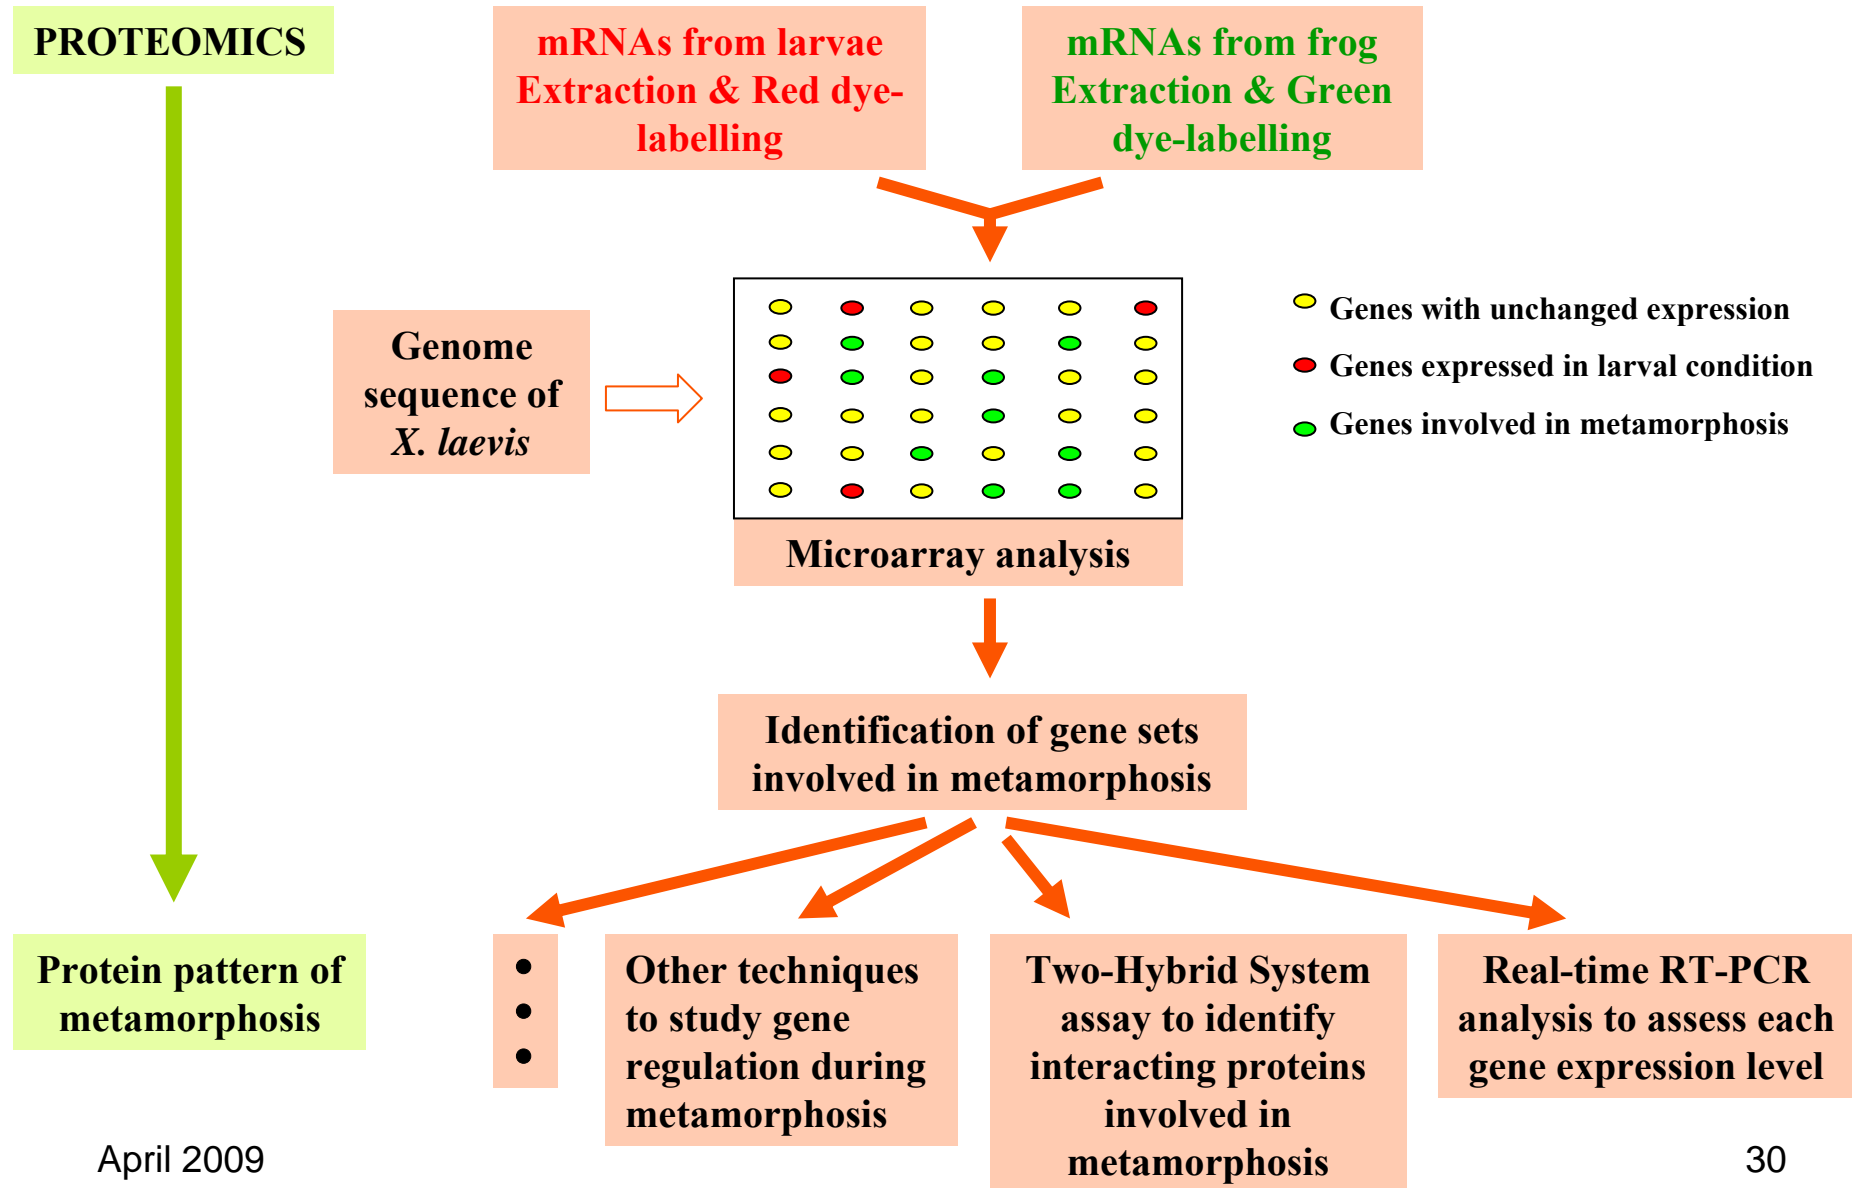 PROTEOMICS
mRNAs from larvae
Extraction & Red dye-
labelling
mRNAs from frog
Extraction & Green
dye-labelling
Genome
sequence of
X. laevis
Genes with unchanged expression
Genes expressed in larval condition
Genes involved in metamorphosis
Microarray analysis
Identification of gene sets
involved in metamorphosis
Protein pattern of
metamorphosis
•
•
•
Other techniques
to study gene
regulation during
metamorphosis
Two-Hybrid System
assay to identify
interacting proteins
involved in
metamorphosis
Real-time RT-PCR
analysis to assess each
gene expression level
April 2009
30